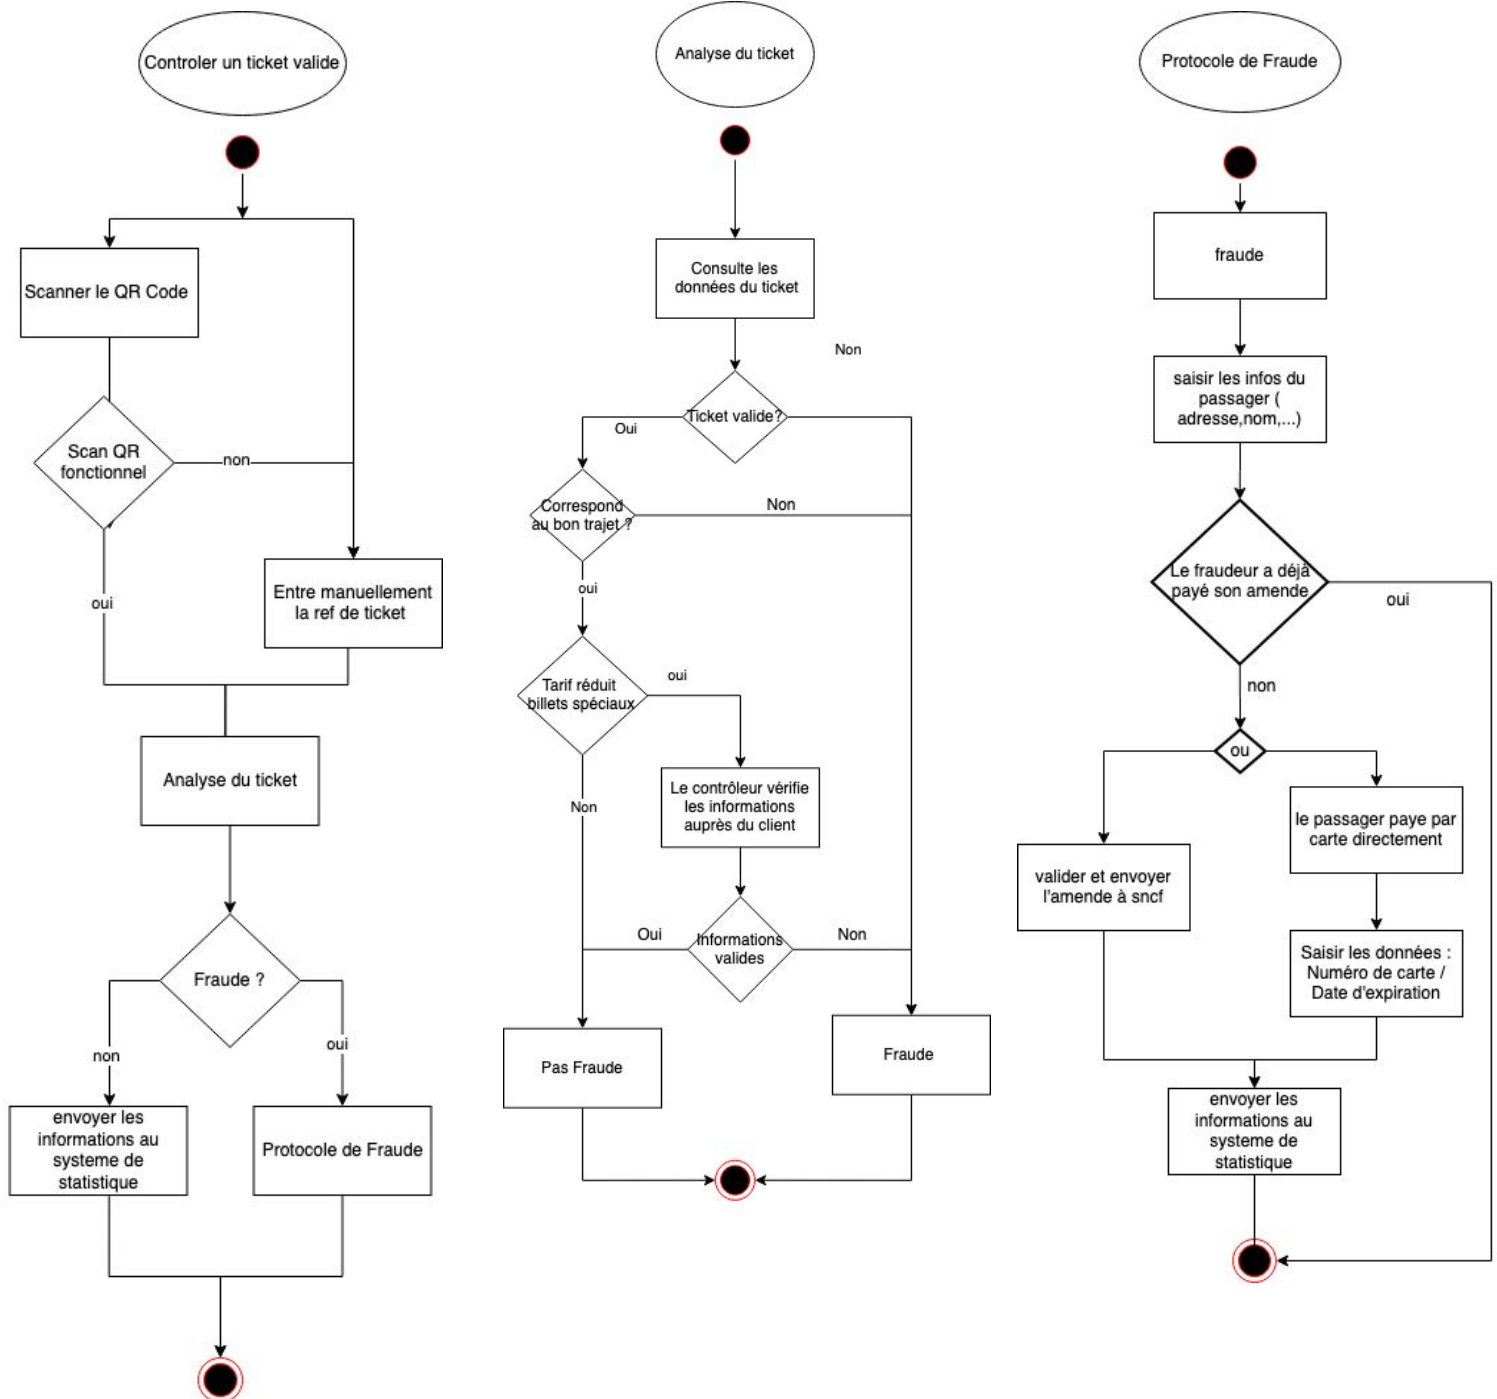 Controler un ticket valide
Scanner le QR Code
Scan QR
fonctionnel
non
oui
Entre manuellement
la ref de ticket
Analyse du ticket
Fraude ?
non
oui
envoyer les
informations au
systeme de
statistique
Protocole de Fraude
Analyse du ticket
Consulte les
données du ticket
Non
Ticket valide?
Oui
Correspond
au bon trajet ?
Non
oui
Tarif réduit
billets spéciaux
oui
Non
Le contrôleur vérifie
les informations
auprès du client
Oui
Informations
valides
Non
Pas Fraude
Fraude
Protocole de Fraude
fraude
saisir les infos du
passager (
adresse,nom,...)
Le fraudeur a déjà
payé son amende
oui
non
ou
le passager paye par
carte directement
valider et envoyer
l'amende à sncf
Saisir les données :
Numéro de carte /
Date d'expiration
envoyer les
informations au
systeme de
statistique